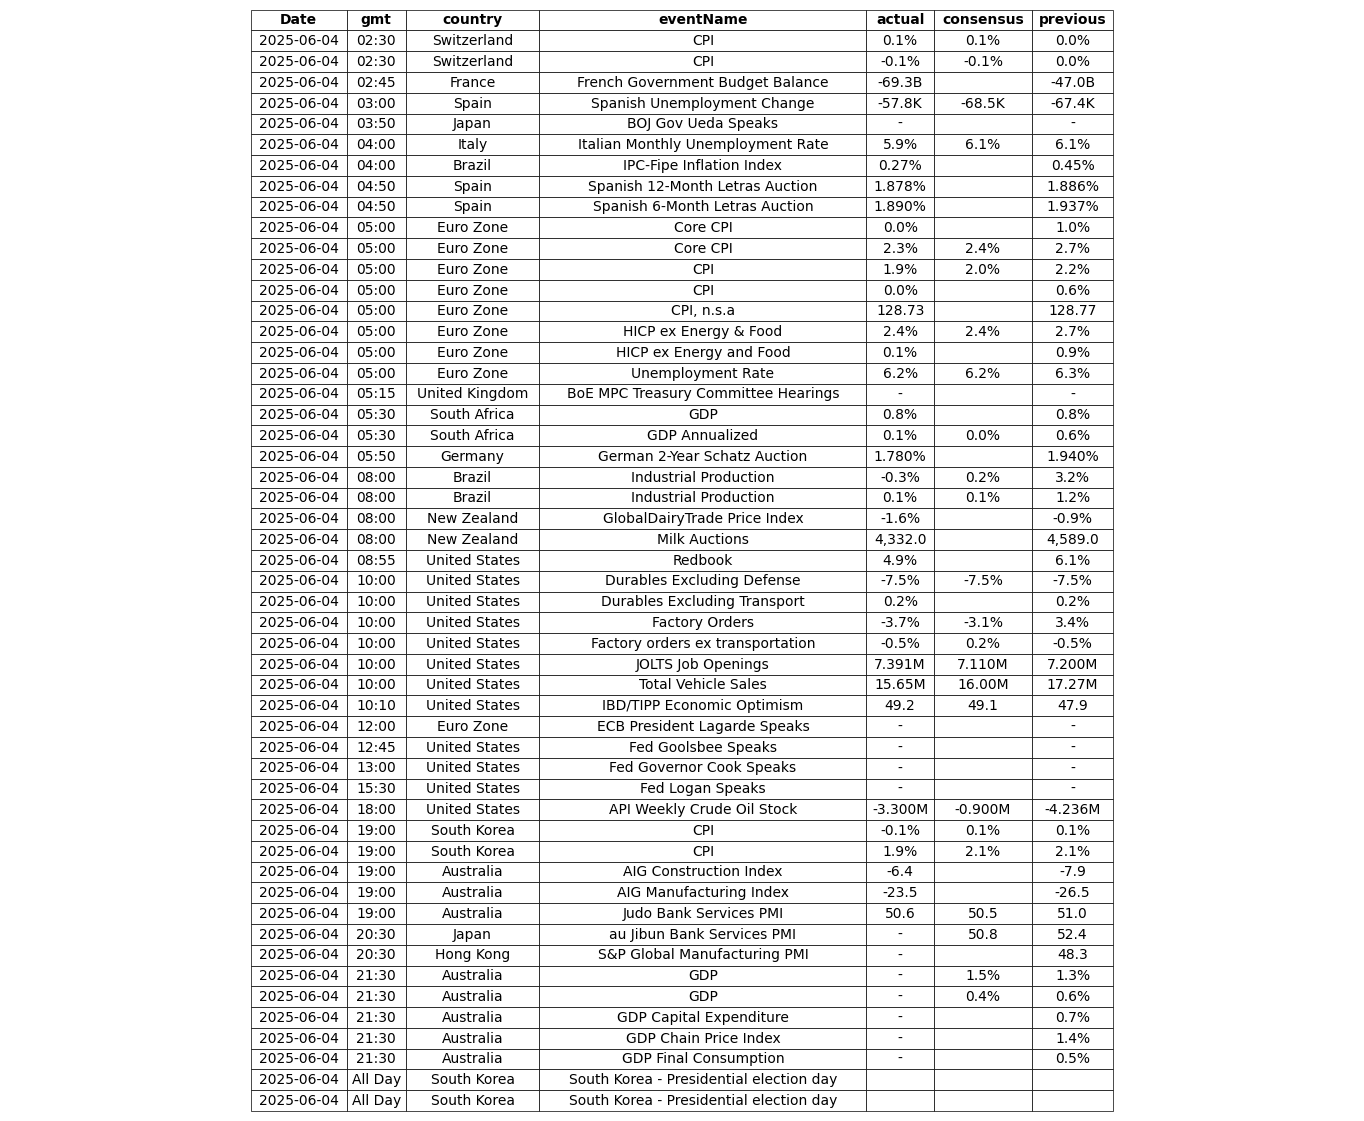 Date gmt country eventName actual consensus previous
2025-06-04 02:30 Switzerland CPI 0.1% 0.1% 0.0%
2025-06-04 02:30 Switzerland CPI -0.1% -0.1% 0.0%
2025-06-04 02:45 France French Government Budget Balance -69.3B -47.0B
2025-06-04 03:00 Spain Spanish Unemployment Change -57.8K -68.5K -67.4K
2025-06-04 03:50 Japan BOJ Gov Ueda Speaks - -
2025-06-04 04:00 Italy Italian Monthly Unemployment Rate 5.9% 6.1% 6.1%
2025-06-04 04:00 Brazil IPC-Fipe Inflation Index 0.27% 0.45%
2025-06-04 04:50 Spain Spanish 12-Month Letras Auction 1.878% 1.886%
2025-06-04 04:50 Spain Spanish 6-Month Letras Auction 1.890% 1.937%
2025-06-04 05:00 Euro Zone Core CPI 0.0% 1.0%
2025-06-04 05:00 Euro Zone Core CPI 2.3% 2.4% 2.7%
2025-06-04 05:00 Euro Zone CPI 1.9% 2.0% 2.2%
2025-06-04 05:00 Euro Zone CPI 0.0% 0.6%
2025-06-04 05:00 Euro Zone CPI, n.s.a 128.73 128.77
2025-06-04 05:00 Euro Zone HICP ex Energy & Food 2.4% 2.4% 2.7%
2025-06-04 05:00 Euro Zone HICP ex Energy and Food 0.1% 0.9%
2025-06-04 05:00 Euro Zone Unemployment Rate 6.2% 6.2% 6.3%
2025-06-04 05:15 United Kingdom BoE MPC Treasury Committee Hearings - -
2025-06-04 05:30 South Africa GDP 0.8% 0.8%
2025-06-04 05:30 South Africa GDP Annualized 0.1% 0.0% 0.6%
2025-06-04 05:50 Germany German 2-Year Schatz Auction 1.780% 1.940%
2025-06-04 08:00 Brazil Industrial Production -0.3% 0.2% 3.2%
2025-06-04 08:00 Brazil Industrial Production 0.1% 0.1% 1.2%
2025-06-04 08:00 New Zealand GlobalDairyTrade Price Index -1.6% -0.9%
2025-06-04 08:00 New Zealand Milk Auctions 4,332.0 4,589.0
2025-06-04 08:55 United States Redbook 4.9% 6.1%
2025-06-04 10:00 United States Durables Excluding Defense -7.5% -7.5% -7.5%
2025-06-04 10:00 United States Durables Excluding Transport 0.2% 0.2%
2025-06-04 10:00 United States Factory Orders -3.7% -3.1% 3.4%
2025-06-04 10:00 United States Factory orders ex transportation -0.5% 0.2% -0.5%
2025-06-04 10:00 United States JOLTS Job Openings 7.391M 7.110M 7.200M
2025-06-04 10:00 United States Total Vehicle Sales 15.65M 16.00M 17.27M
2025-06-04 10:10 United States IBD/TIPP Economic Optimism 49.2 49.1 47.9
2025-06-04 12:00 Euro Zone ECB President Lagarde Speaks - -
2025-06-04 12:45 United States Fed Goolsbee Speaks - -
2025-06-04 13:00 United States Fed Governor Cook Speaks - -
2025-06-04 15:30 United States Fed Logan Speaks - -
2025-06-04 18:00 United States API Weekly Crude Oil Stock -3.300M -0.900M -4.236M
2025-06-04 19:00 South Korea CPI -0.1% 0.1% 0.1%
2025-06-04 19:00 South Korea CPI 1.9% 2.1% 2.1%
2025-06-04 19:00 Australia AIG Construction Index -6.4 -7.9
2025-06-04 19:00 Australia AIG Manufacturing Index -23.5 -26.5
2025-06-04 19:00 Australia Judo Bank Services PMI 50.6 50.5 51.0
2025-06-04 20:30 Japan au Jibun Bank Services PMI - 50.8 52.4
2025-06-04 20:30 Hong Kong S&P Global Manufacturing PMI - 48.3
2025-06-04 21:30 Australia GDP - 1.5% 1.3%
2025-06-04 21:30 Australia GDP - 0.4% 0.6%
2025-06-04 21:30 Australia GDP Capital Expenditure - 0.7%
2025-06-04 21:30 Australia GDP Chain Price Index - 1.4%
2025-06-04 21:30 Australia GDP Final Consumption - 0.5%
2025-06-04 All Day South Korea South Korea - Presidential election day
2025-06-04 All Day South Korea South Korea - Presidential election day